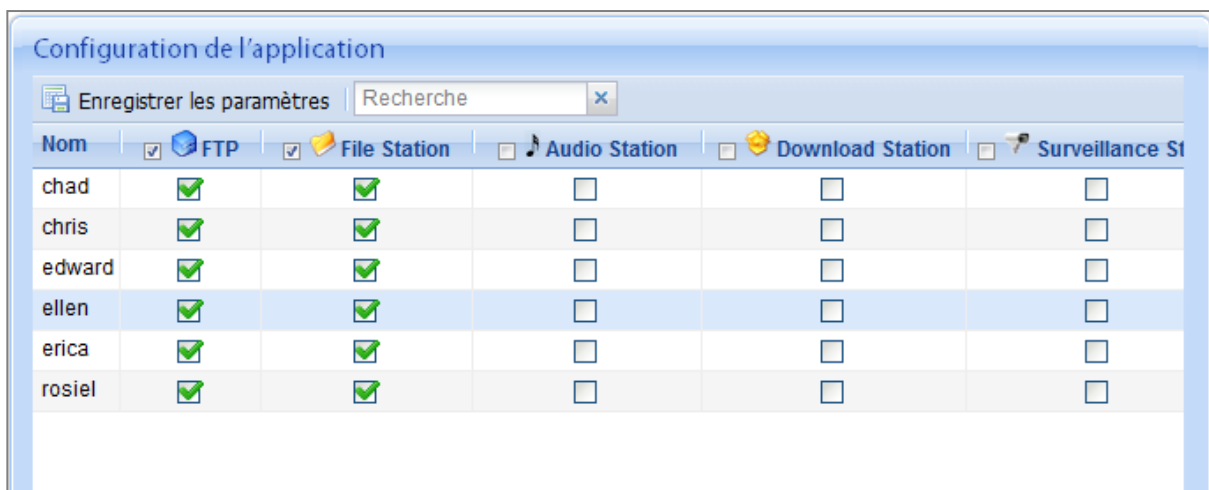 Configuration de l'application
Enregistrer les paramètres Recherche
Nom FTP File Station Audio Station Download Station Surveillance St
chad
chris
edward
ellen
erica
rosiel